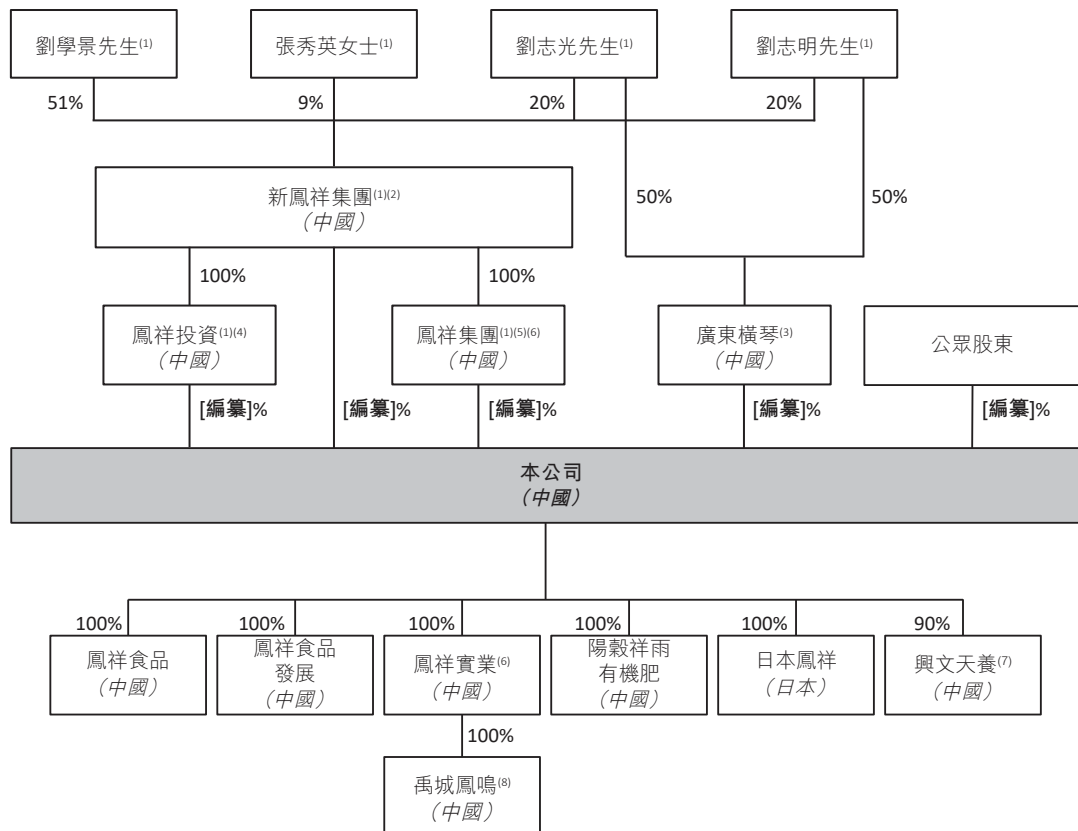 劉學景先生(1)
張秀英女士(1)
劉志光先生(1)
劉志明先生(1)
51%
9%
20%
20%
新鳳祥集團(1)(2)
（中國）
50%
50%
100%
100%
鳳祥投資(1)(4)
（中國）
鳳祥集團(1)(5)(6)
（中國）
廣東橫琴(3)
（中國）
公眾股東
[編纂]%
[編纂]%
[編纂]%
[編纂]%
[編纂]%
本公司
（中國）
100%
100%
100%
100%
100%
90%
鳳祥食品
（中國）
鳳祥食品
發展
（中國）
鳳祥實業(6)
（中國）
陽穀祥雨
有機肥
（中國）
日本鳳祥
（日本）
興文天養(7)
（中國）
100%
禹城鳳鳴(8)
（中國）